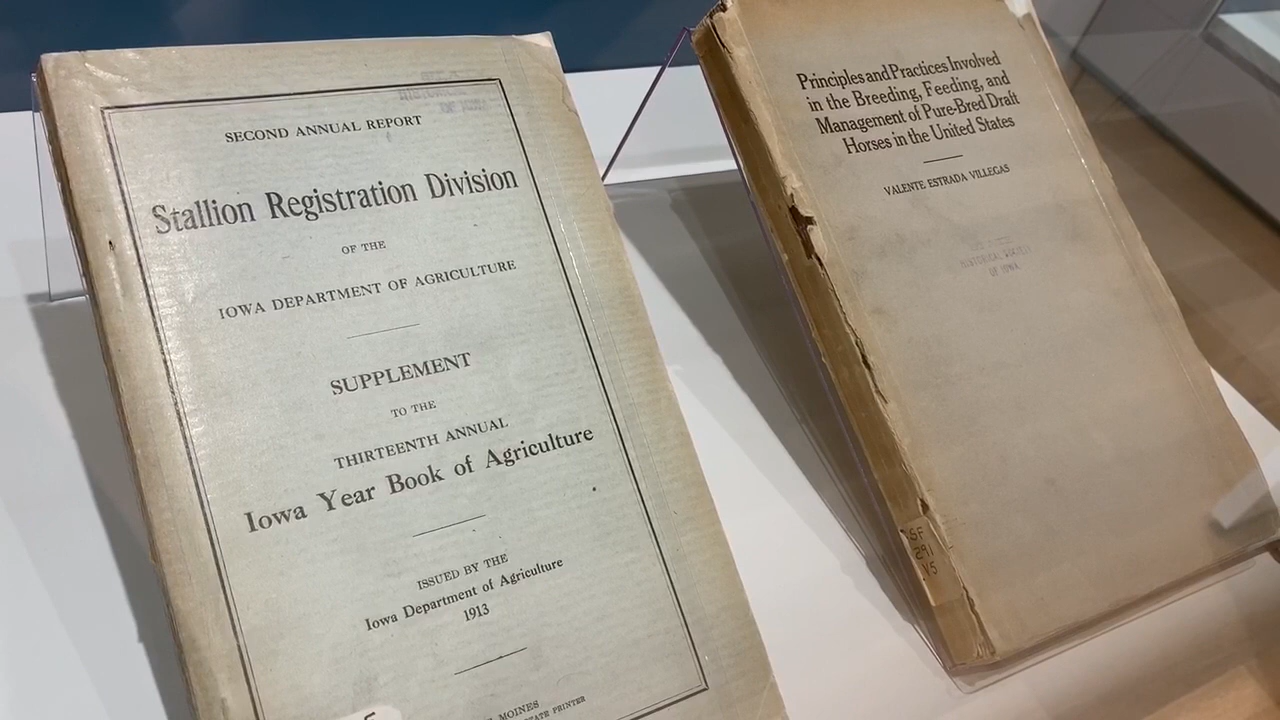 SECOND ANNUAL REPORT
Stallion Registration Division
OF THE
IOWA DEPARTMENT OF AGRICULTURE
SUPPLEMENT
TO THE
THIRTEENTH ANNUAL
Iowa Year Book of Agriculture
ISSUED BY THE
Iowa Department of Agriculture
1913
MOINES
PRINTER
Principles and Practices Involved
in the Breeding, Feeding, and
Management of Pure-Bred Draft
Horses in the United States
VALENTE ESTRADA VILLEGAS
HISTORICAL SOCIETY
OF IOWA
SF
291
V5